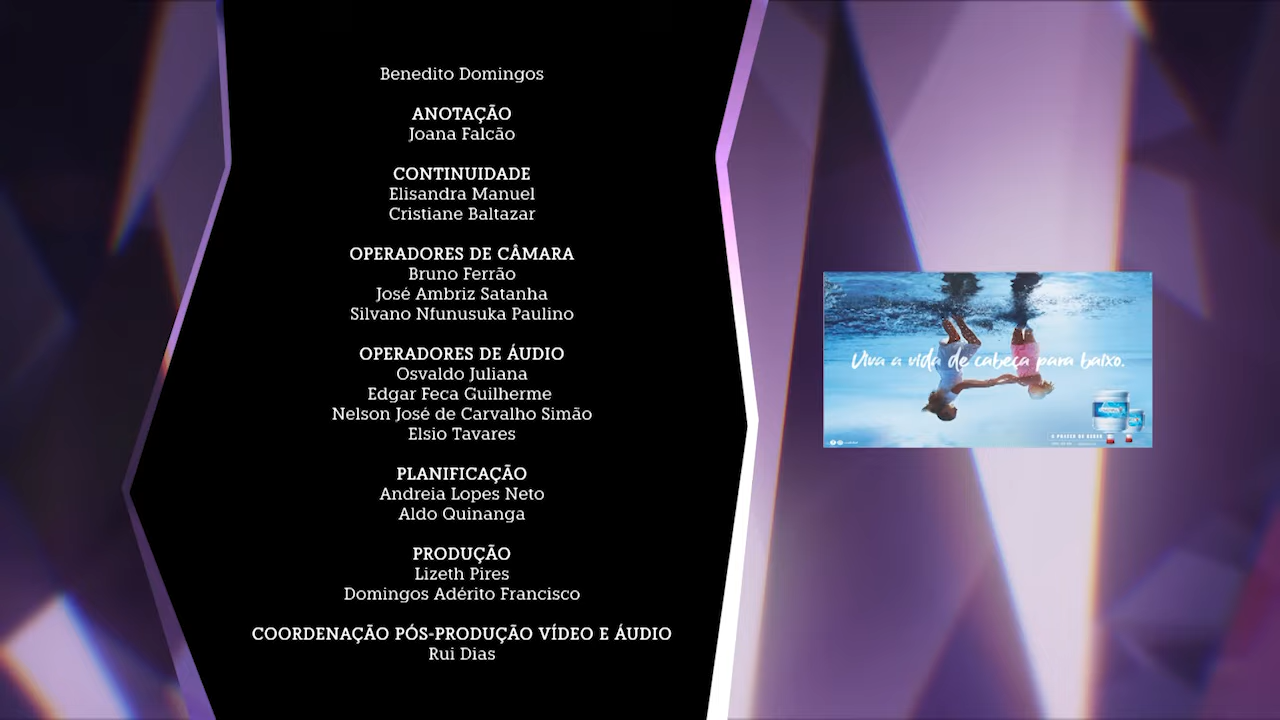 Benedito Domingos
ANOTAÇÃO
Joana Falcão
CONTINUIDADE
Elisandra Manuel
Cristiane Baltazar
OPERADORES DE CÂMARA
Bruno Ferrão
José Ambriz Satanha
Silvano Nfunusuka Paulino
OPERADORES DE ÁUDIO
Osvaldo Juliana
Edgar Feca Guilherme
Nelson José de Carvalho Simão
Elsio Tavares
PLANIFICAÇÃO
Andreia Lopes Neto
Aldo Quinanga
PRODUÇÃO
Lizeth Pires
Domingos Adérito Francisco
COORDENAÇÃO PÓS-PRODUÇÃO VÍDEO E ÁUDIO
Rui Dias
Viva a vida de cabeça para baixo.